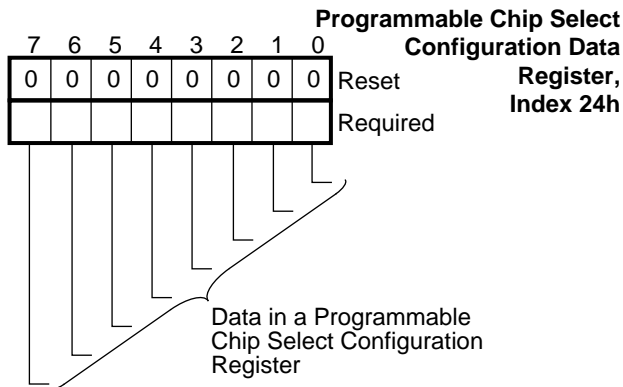 Programmable Chip Select
Configuration Data
Register,
Index 24h
7 6 5 4 3 2 1 0
0 0 0 0 0 0 0 0 Reset
Required
Data in a Programmable
Chip Select Configuration
Register